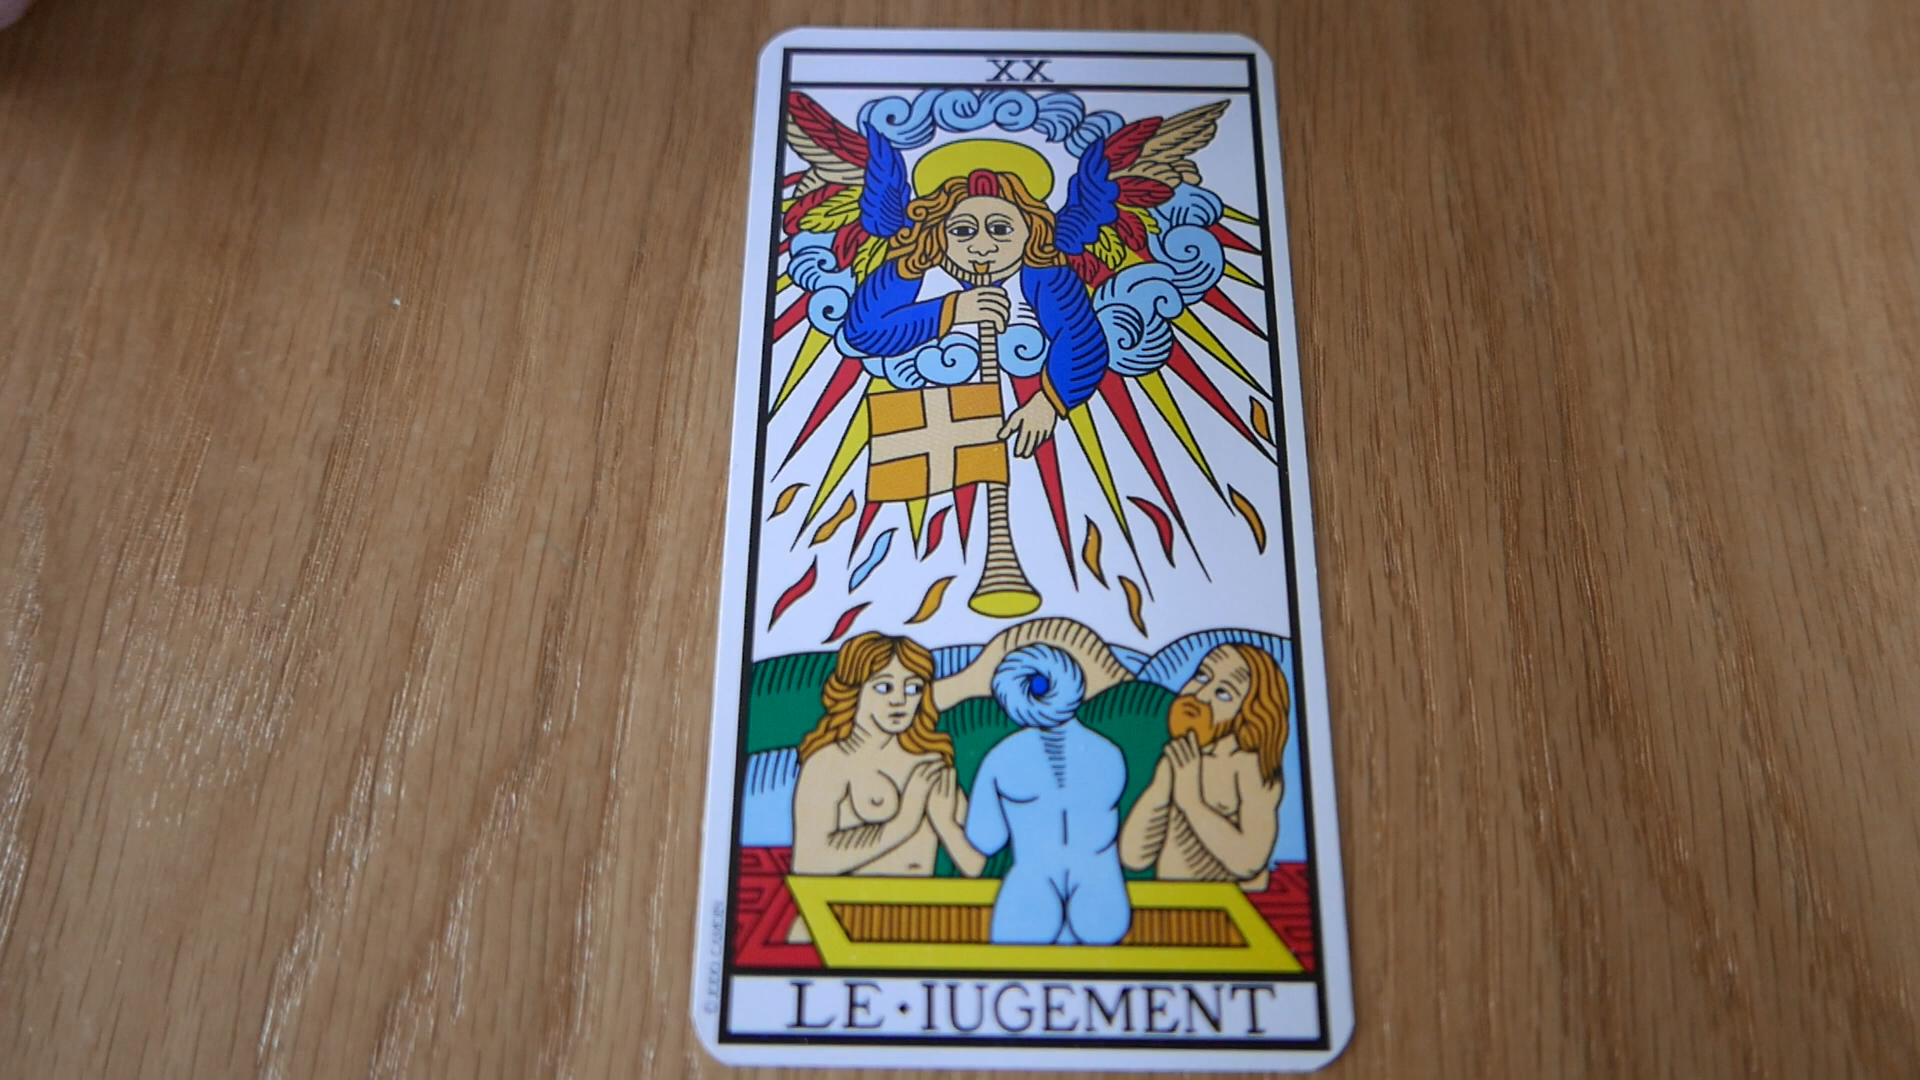 XX
LE • IUGEMENT